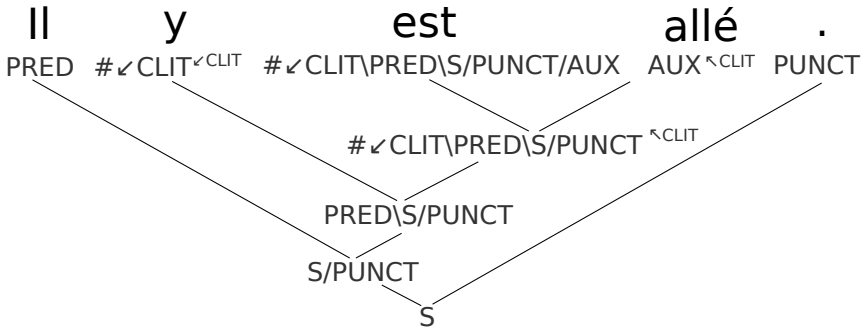 Il y est allé .
PRED #↙CLIT↙CLIT #↙CLIT\PRED\S/PUNCT/AUX AUX↖CLIT PUNCT
#↙CLIT\PRED\S/PUNCT ↖CLIT
PRED\S/PUNCT
S/PUNCT
S